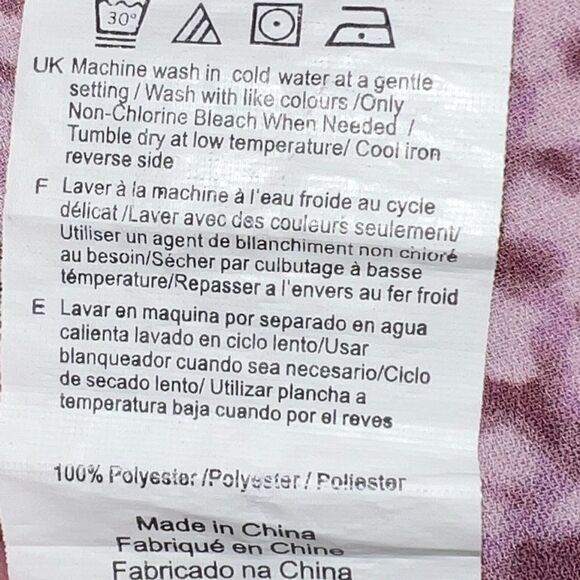 30°
UK Machine wash in cold water at a gentle
setting / Wash with like colours /Only
Non-Chlorine Bleach When Needed /
Tumble dry at low temperature/ Cool iron
reverse side
F Laver à la machine à l'eau froide au cycle
délicat /Laver avec des couleurs seulement/
Utiliser un agent de bllanchiment non chloré
au besoin/Sécher par culbutage à basse
témperature/Repasser a l'envers au fer froid
E Lavar en maquina por separado en agua
calienta lavado en ciclo lento/Usar
blanqueador cuando sea necesario/Ciclo
de secado lento/ Utilizar plancha a
temperatura baja cuando por el reves
100% Polyester /Polyester / Poliester
Made in China
Fabriqué en Chine
Fabricado na China